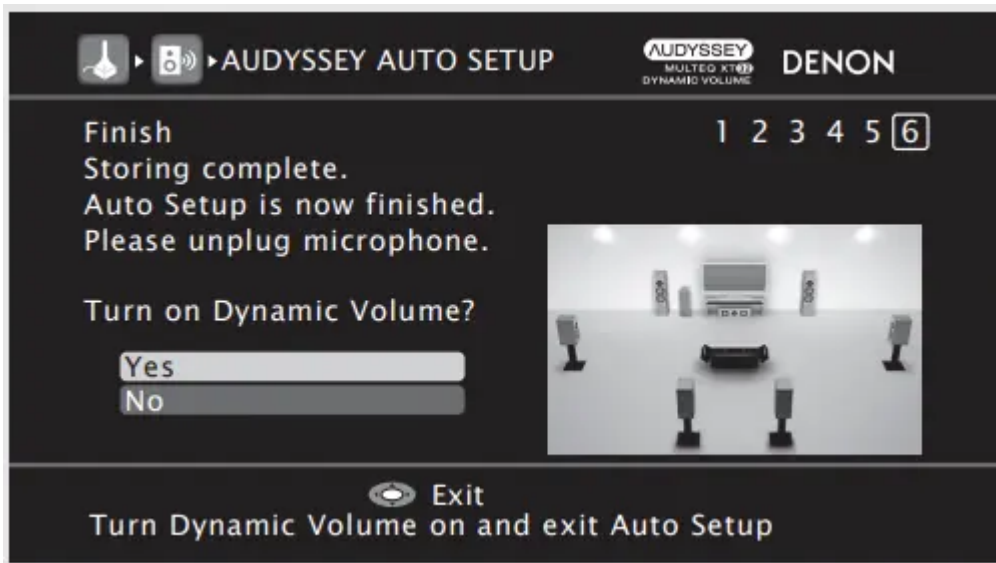 AUDYSSEY AUTO SETUP
AUDYSSEY
MULTEQ XT32
DYNAMIC VOLUME
DENON
Finish
1 2 3 4 5 6
Storing complete.
Auto Setup is now finished.
Please unplug microphone.
Turn on Dynamic Volume?
Yes
No
Exit
Turn Dynamic Volume on and exit Auto Setup